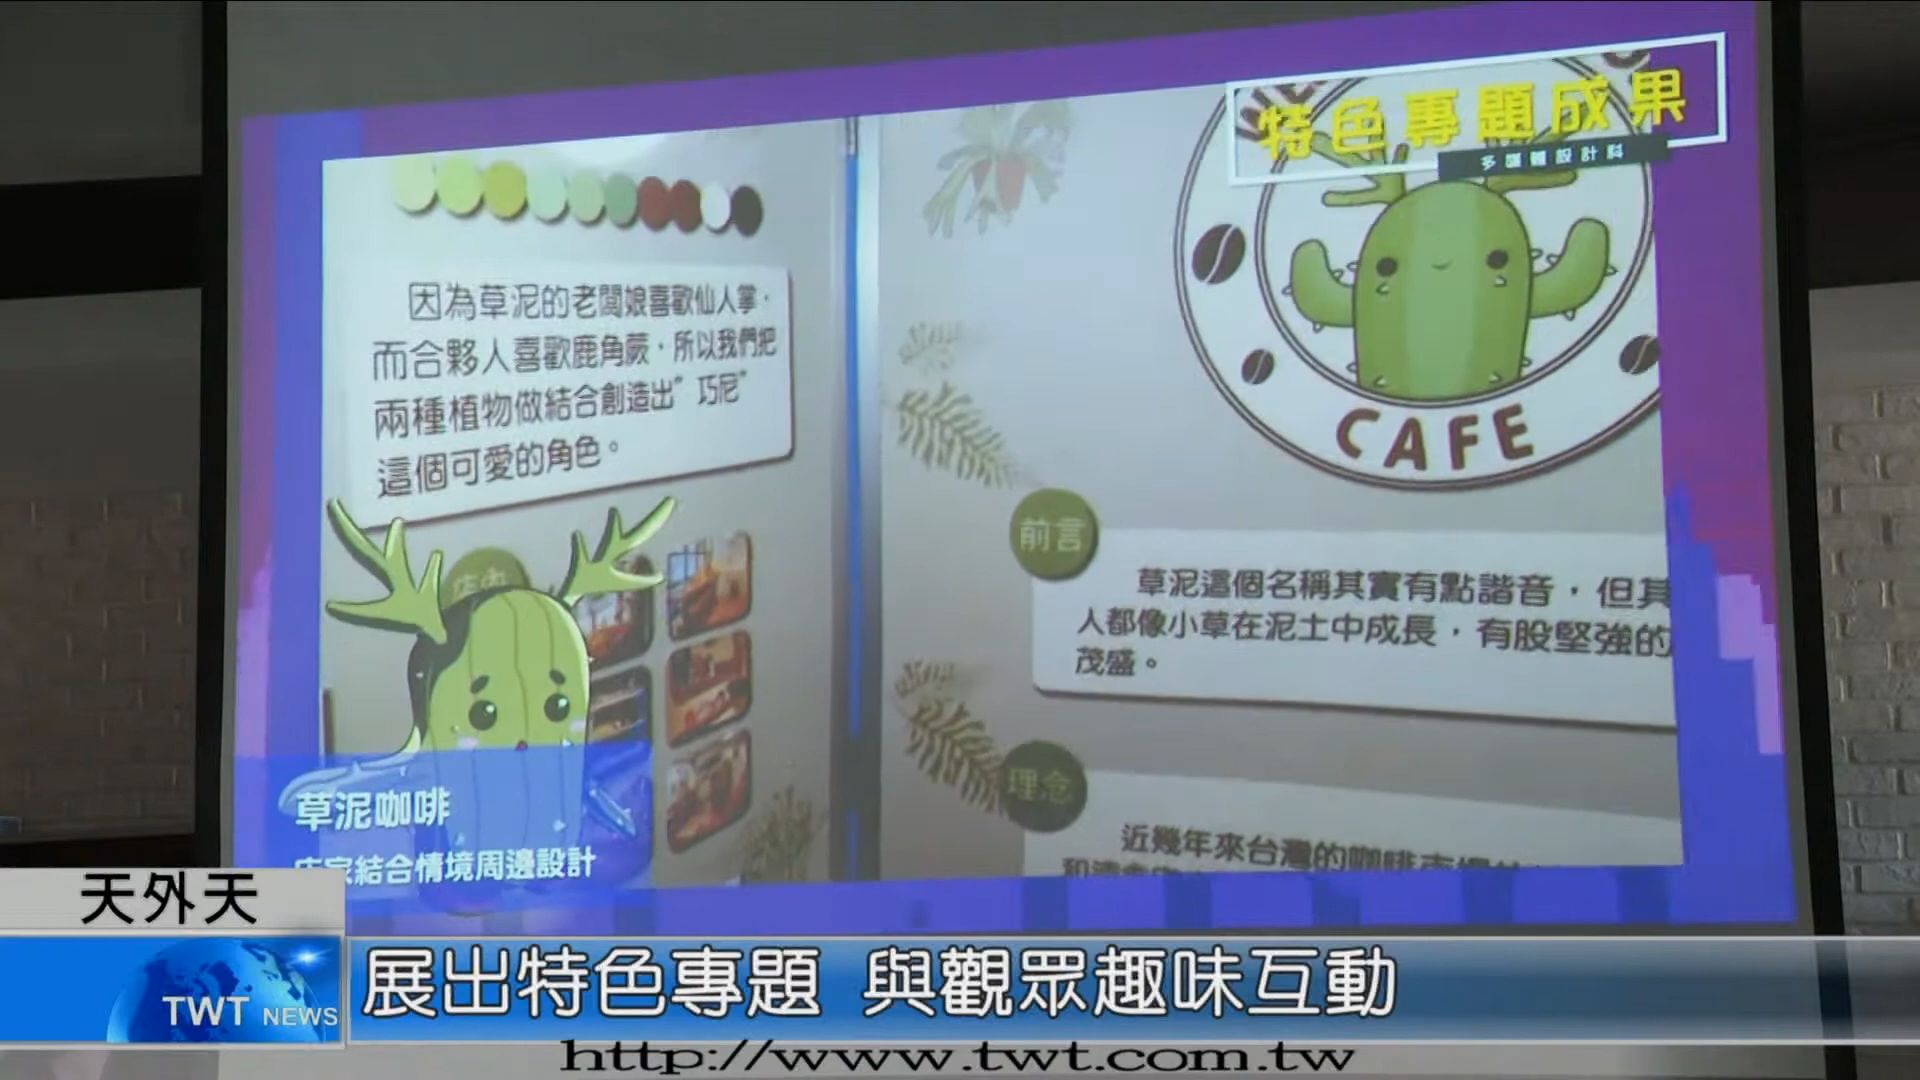 特色專題成果
多媒體設計科
因為草泥的老闆娘喜歡仙人掌，
而合夥人喜歡鹿角蕨，所以我們把
兩種植物做結合創造出"巧尼"
這個可愛的角色。
CAFE
前言
草泥這個名稱其實有點諧音，但其
人都像小草在泥土中成長，有股堅強的
茂盛。
理念
近幾年來台灣的咖啡市場
草泥咖啡
店家結合情境周邊設計
天外天
TWT NEWS
展出特色專題 與觀眾趣味互動
http://www.twt.com.tw